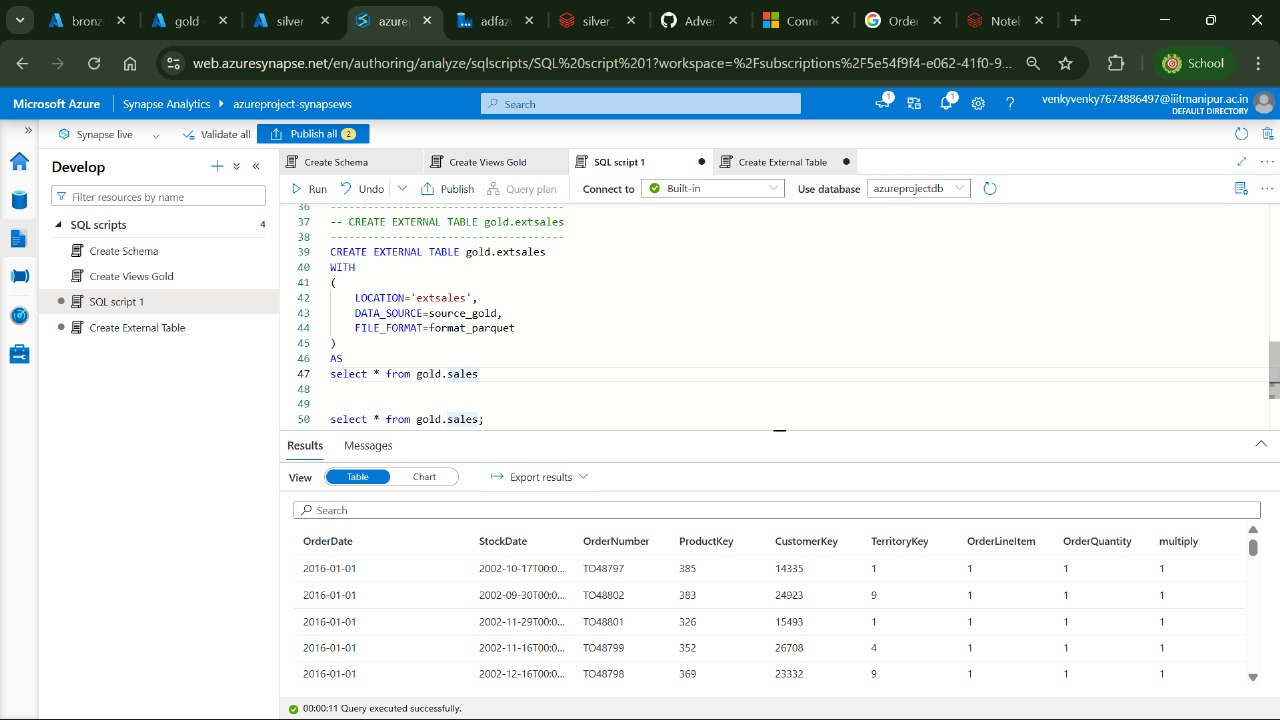 bronz
gold
silver
azure
adfaz
silver_
Adver
Conn
Order
Notel
web.azuresynapse.net/en/authoring/analyze/sqlscripts/SQL%20script%201?workspace=%2Fsubscriptions%2F5e54f9f4-e062-41f0-9...
School
Microsoft Azure
Synapse Analytics
azureproject-synapsews
Search
1
1
venkyvenky7674886497@iiitmanipur.ac.in
DEFAULT DIRECTORY
Synapse live
Validate all
Publish all 2
Develop
Filter resources by name
SQL scripts 4
Create Schema
Create Views Gold
SQL script 1
Create External Table
Create Schema
Create Views Gold
SQL script 1
Create External Table
Run
Undo
Publish
Query plan
Connect to
Built-in
Use database
azureprojectdb
36 --------------------------------------
37 -- CREATE EXTERNAL TABLE gold.extsales
38 --------------------------------------
39 CREATE EXTERNAL TABLE gold.extsales
40 WITH
41 (
42 LOCATION='extsales',
43 DATA_SOURCE=source_gold,
44 FILE_FORMAT=format_parquet
45 )
46 AS
47 select * from gold.sales
48
49
50 select * from gold.sales;
Results
Messages
View
Table
Chart
Export results
Search
OrderDate StockDate OrderNumber ProductKey CustomerKey TerritoryKey OrderLineItem OrderQuantity multiply
2016-01-01 2002-10-17T00:0... TO48797 385 14335 1 1 1 1
2016-01-01 2002-09-30T00:0... TO48802 383 24923 9 1 1 1
2016-01-01 2002-11-29T00:0... TO48801 326 15493 1 1 1 1
2016-01-01 2002-11-16T00:0... TO48799 352 26708 4 1 1 1
2016-01-01 2002-12-16T00:0... TO48798 369 23332 9 1 1 1
00:00:11 Query executed successfully.